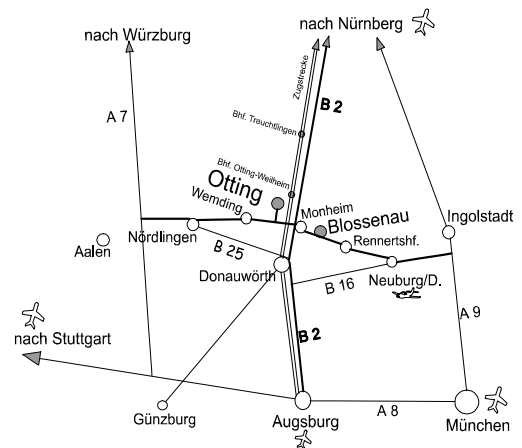 nach Nürnberg
nach Würzburg
Zugstrecke
B 2
A 7
Bhf. Treuchtlingen
Bhf. Otting-Weilheim
Otting
Wemding
Monheim
Blossenau
Ingolstadt
Nördlingen
Rennertshf.
Aalen
B 25
Donauwörth
B 16
Neuburg/D.
nach Stuttgart
B 2
A 9
Günzburg
Augsburg
A 8
München